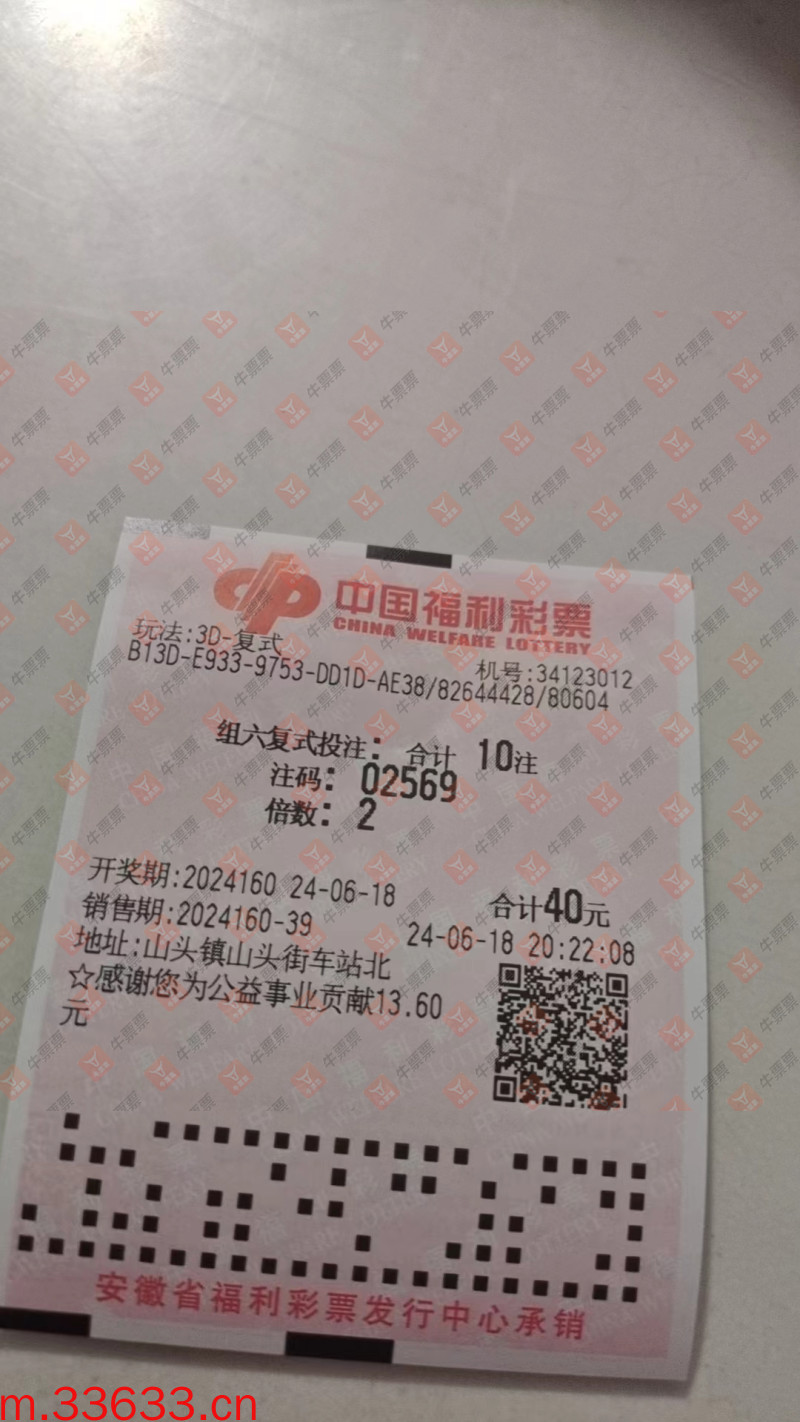 中国福利彩票
CHINA WELFARE LOTTERY
玩法:3D-复式
机号:34123012
B13D-E933-9753-DD1D-AE38/82644428/80604
组六复式投注: 合计 10注
注码: 02569
倍数: 2
开奖期:2024160 24-06-18
合计40元
销售期:2024160-39
24-06-18 20:22:08
地址:山头镇山头街车站北
☆感谢您为公益事业贡献13.60
元
安徽省福利彩票发行中心承销
牛票票
m.33633.cn